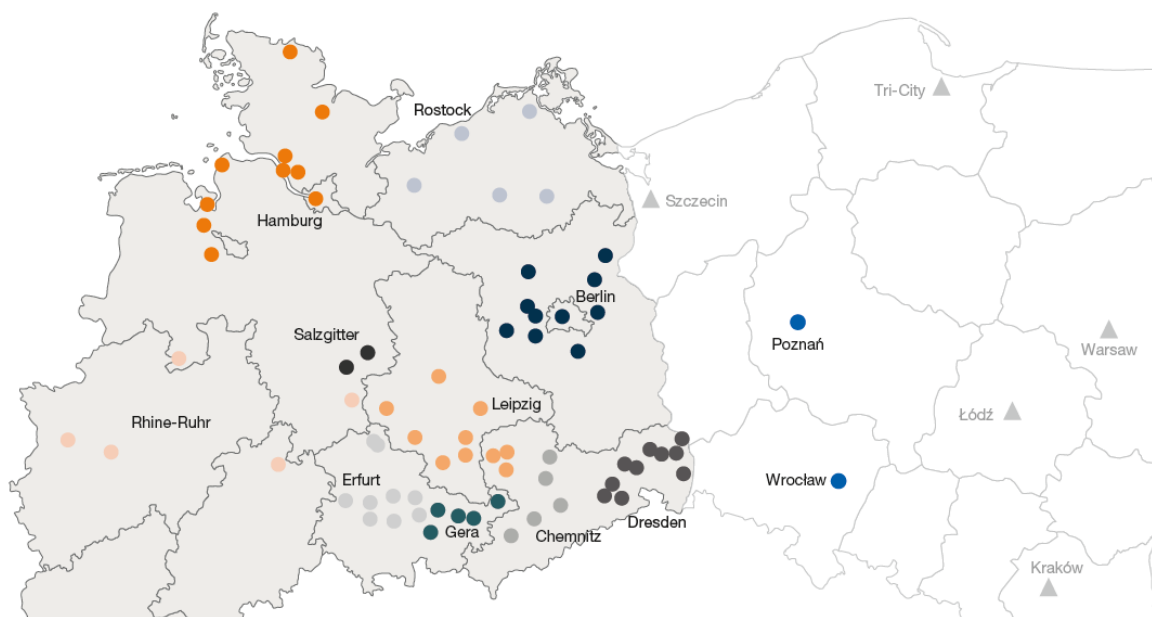 Tri-City
Rostock
Szczecin
Hamburg
Berlin
Salzgitter
Poznań
Warsaw
Leipzig
Łódź
Rhine-Ruhr
Erfurt
Wrocław
Dresden
Gera
Chemnitz
Kraków